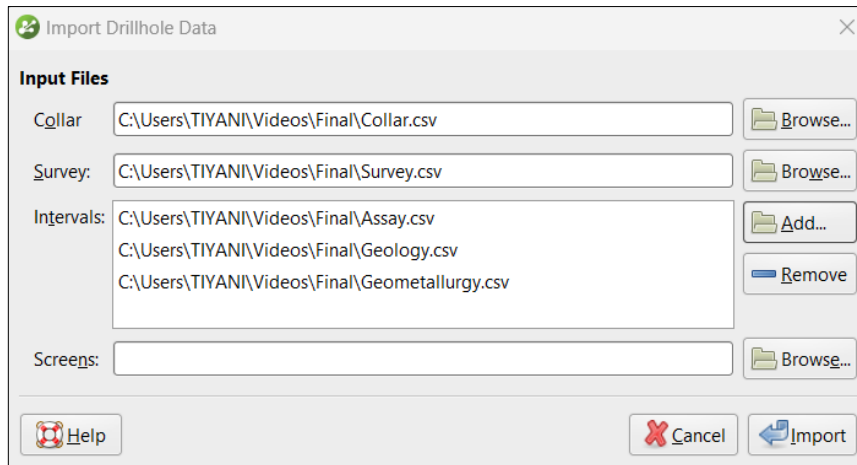 Import Drillhole Data
Input Files
Collar C:\Users\TIYANI\Videos\Final\Collar.csv Browse...
Survey: C:\Users\TIYANI\Videos\Final\Survey.csv Browse...
Intervals: C:\Users\TIYANI\Videos\Final\Assay.csv Add...
C:\Users\TIYANI\Videos\Final\Geology.csv
C:\Users\TIYANI\Videos\Final\Geometallurgy.csv Remove
Screens: Browse...
Help Cancel Import